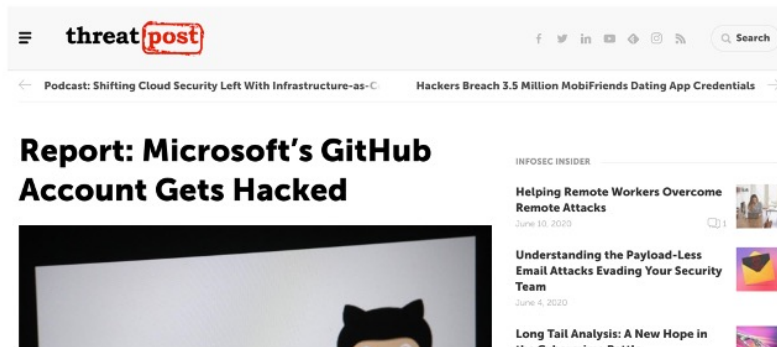 threatpost
Search
Podcast: Shifting Cloud Security Left With Infrastructure-as-C
Hackers Breach 3.5 Million MobiFriends Dating App Credentials
Report: Microsoft's GitHub
Account Gets Hacked
INFOSEC INSIDER
Helping Remote Workers Overcome
Remote Attacks
June 10, 2020
1
Understanding the Payload-Less
Email Attacks Evading Your Security
Team
June 4, 2020
Long Tail Analysis: A New Hope in